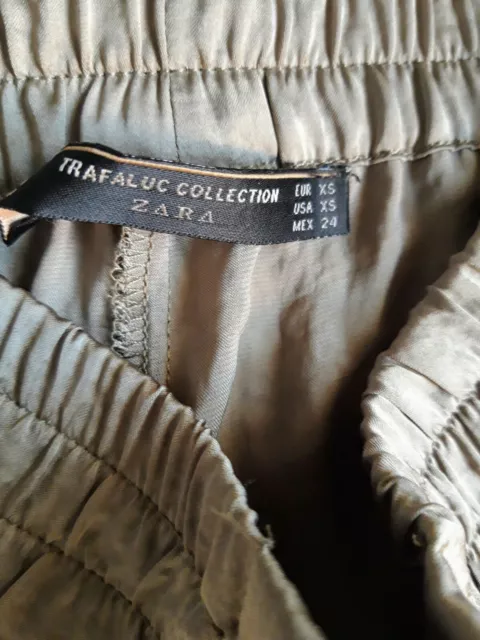 TRAFALUC COLLECTION
ZARA
EUR XS
USA XS
MEX 24